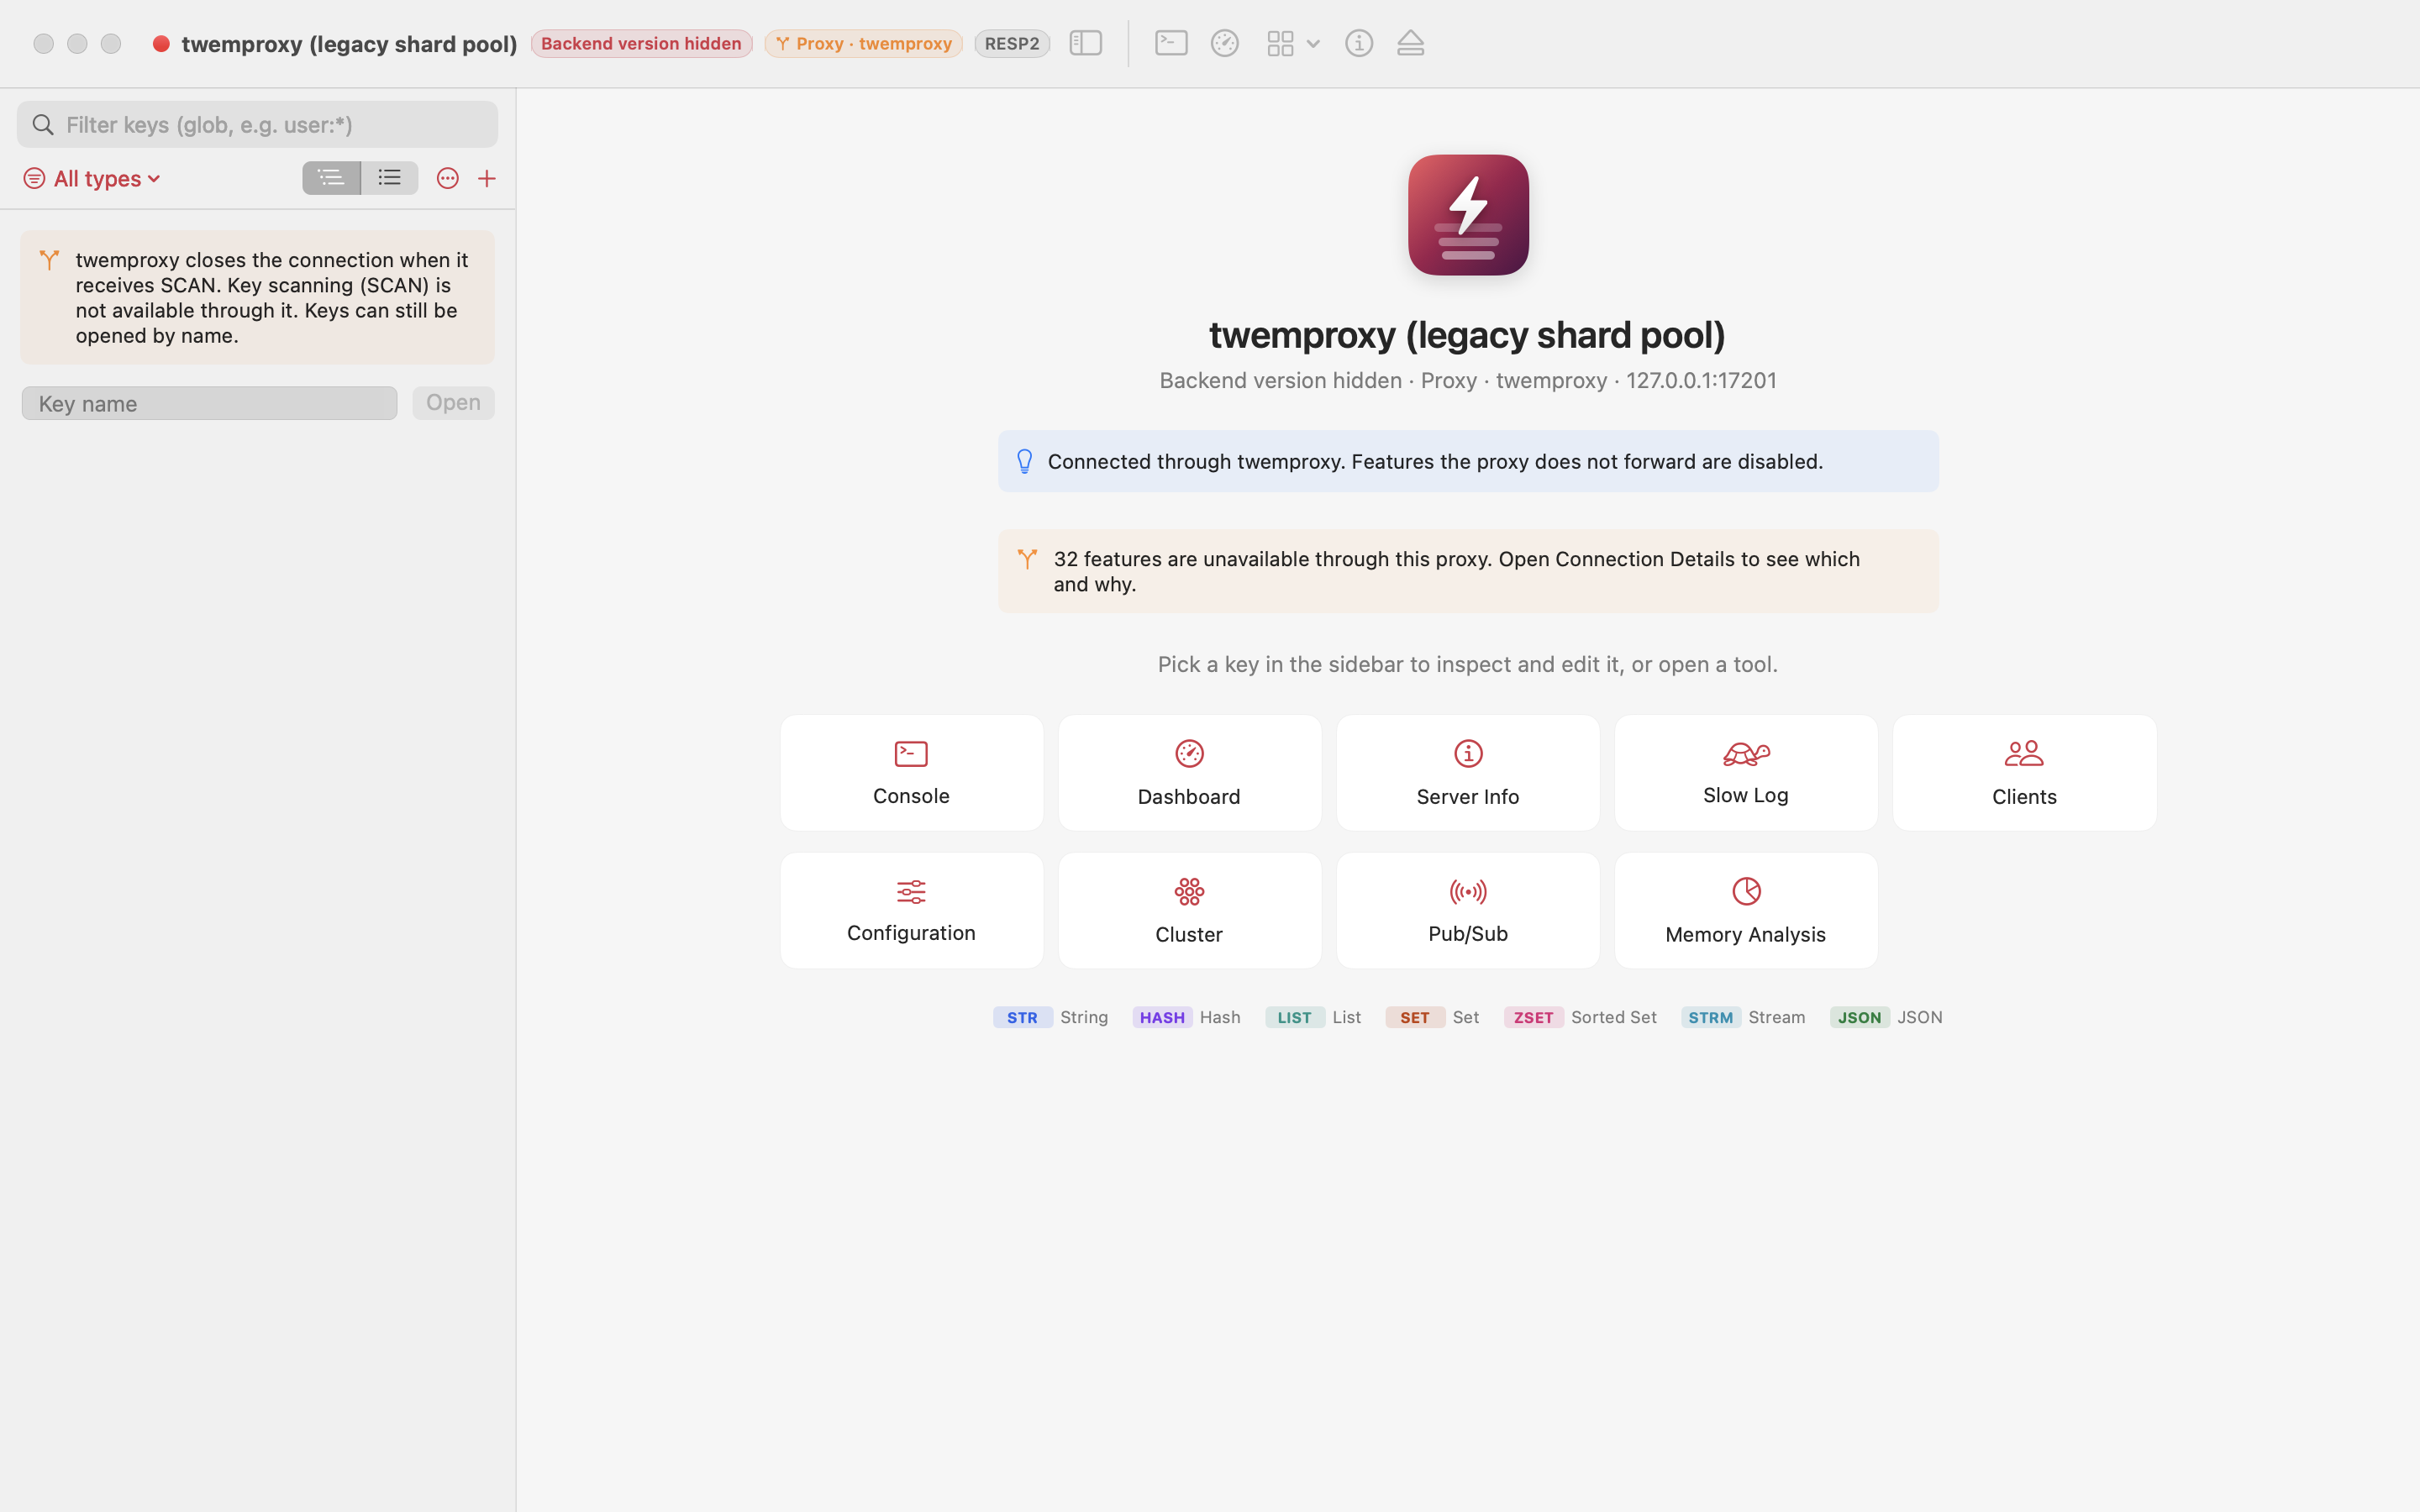 twemproxy (legacy shard pool)
Backend version hidden
Proxy · twemproxy
RESP2
Filter keys (glob, e.g. user:*)
All types
twemproxy closes the connection when it
receives SCAN. Key scanning (SCAN) is
not available through it. Keys can still be
opened by name.
Key name
Open
twemproxy (legacy shard pool)
Backend version hidden · Proxy · twemproxy · 127.0.0.1:17201
Connected through twemproxy. Features the proxy does not forward are disabled.
32 features are unavailable through this proxy. Open Connection Details to see which
and why.
Pick a key in the sidebar to inspect and edit it, or open a tool.
Console
Dashboard
Server Info
Slow Log
Clients
Configuration
Cluster
Pub/Sub
Memory Analysis
STR String HASH Hash LIST List SET Set ZSET Sorted Set STRM Stream JSON JSON